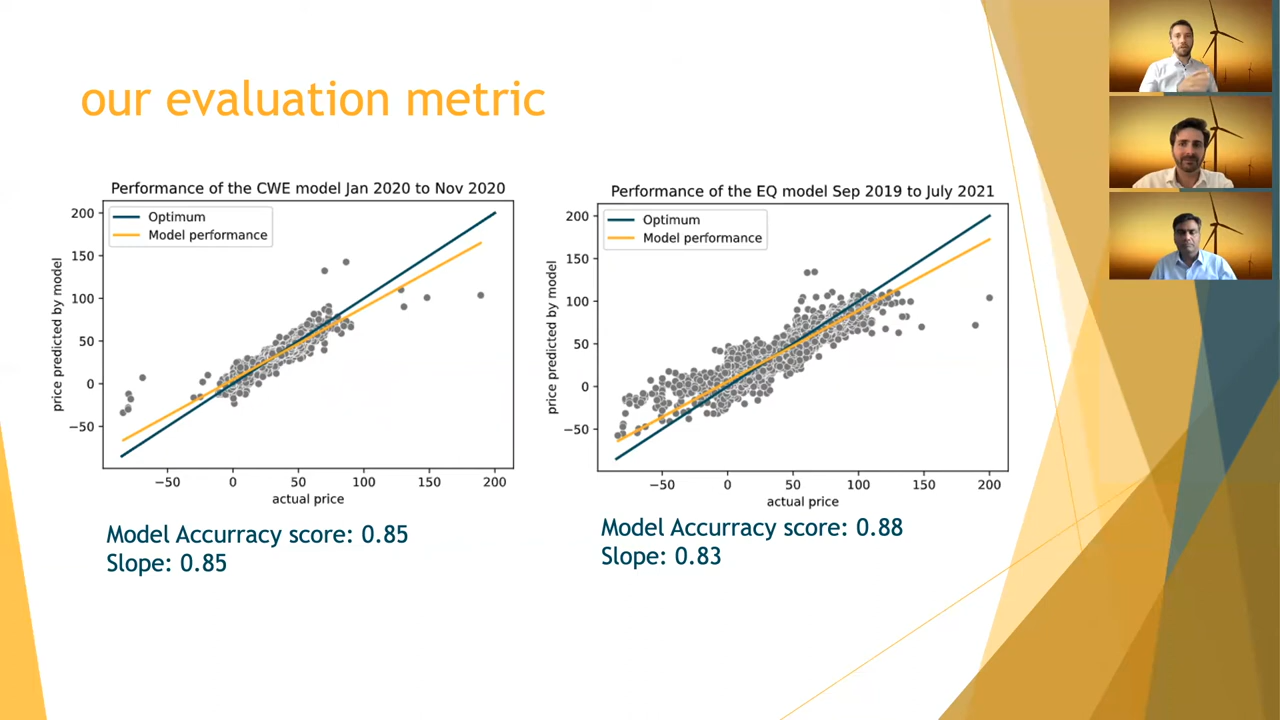 our evaluation metric
Performance of the CWE model Jan 2020 to Nov 2020
Optimum
Model performance
200
150
100
50
0
−50
price predicted by model
−50 0 50 100 150 200
actual price
Model Accurracy score: 0.85
Slope: 0.85
Performance of the EQ model Sep 2019 to July 2021
Optimum
Model performance
200
150
100
50
0
−50
price predicted by model
−50 0 50 100 150 200
actual price
Model Accurracy score: 0.88
Slope: 0.83